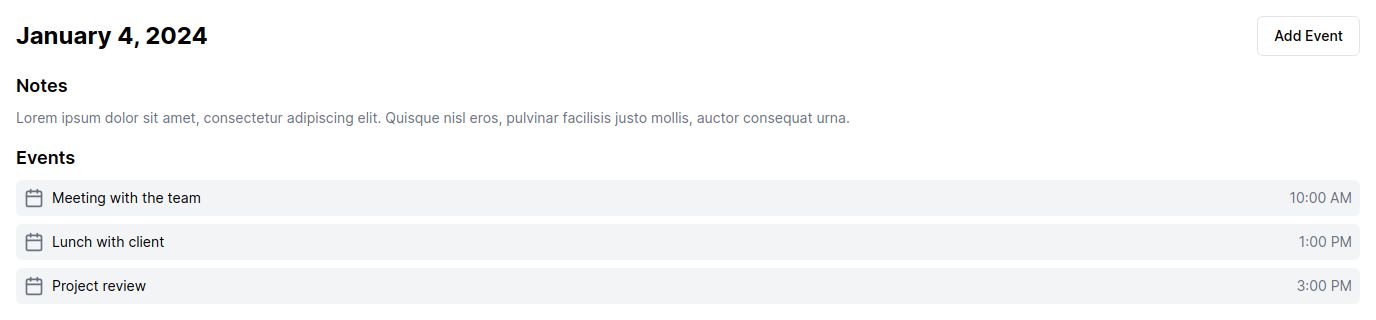 January 4, 2024
Add Event
Notes
Lorem ipsum dolor sit amet, consectetur adipiscing elit. Quisque nisl eros, pulvinar facilisis justo mollis, auctor consequat urna.
Events
Meeting with the team 10:00 AM
Lunch with client 1:00 PM
Project review 3:00 PM